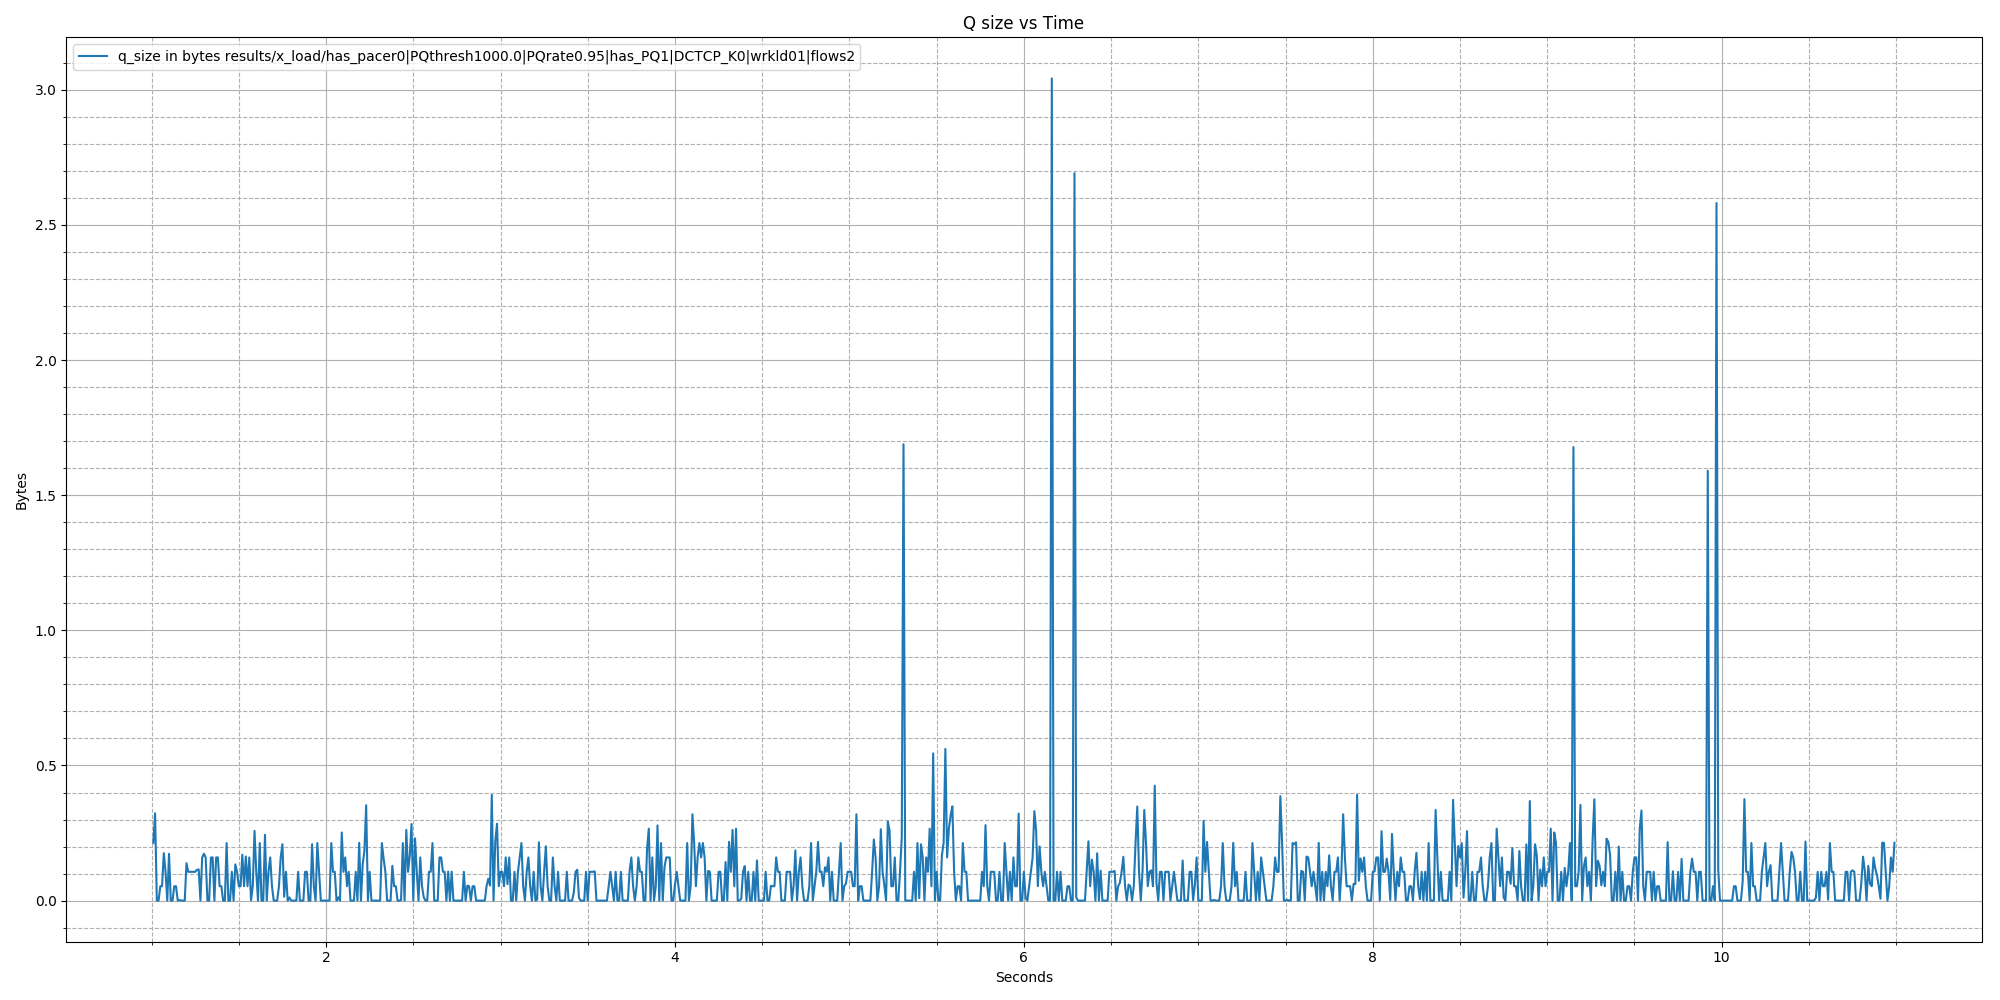 Q size vs Time
q_size in bytes results/x_load/has_pacer0|PQthresh1000.0|PQrate0.95|has_PQ1|DCTCP_K0|wrkld01|flows2
3.0
2.5
2.0
1.5
1.0
0.5
0.0
Bytes
2 4 6 8 10
Seconds